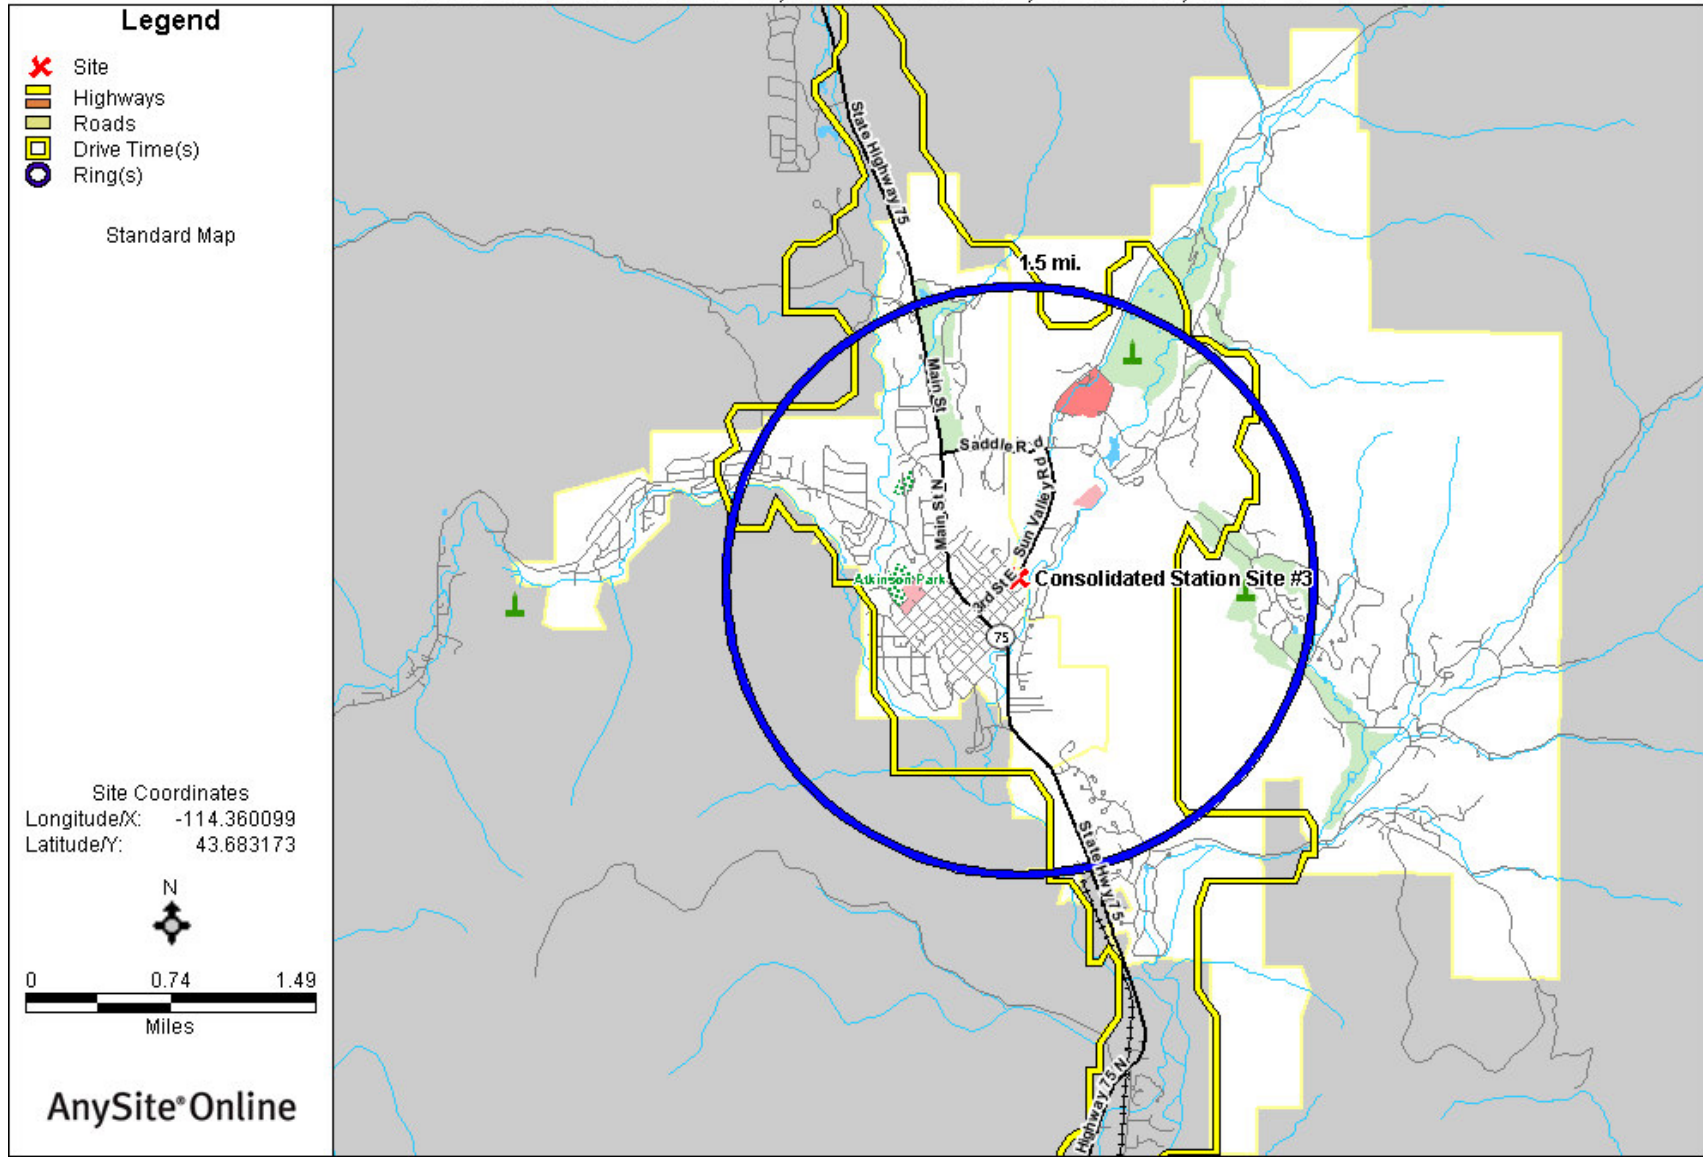 Legend
Site
Highways
Roads
Drive Time(s)
Ring(s)
Standard Map
Site Coordinates
Longitude/X: -114.360099
Latitude/Y: 43.683173
N
0 0.74 1.49
Miles
AnySite®Online
State Highway 75
1.5 mi.
Main St
Saddle Rd
Sun Valley Rd
Main St N
Atkinson Park
3rd St E
Consolidated Station Site #3
75
State Hwy 75
Highway 75 N